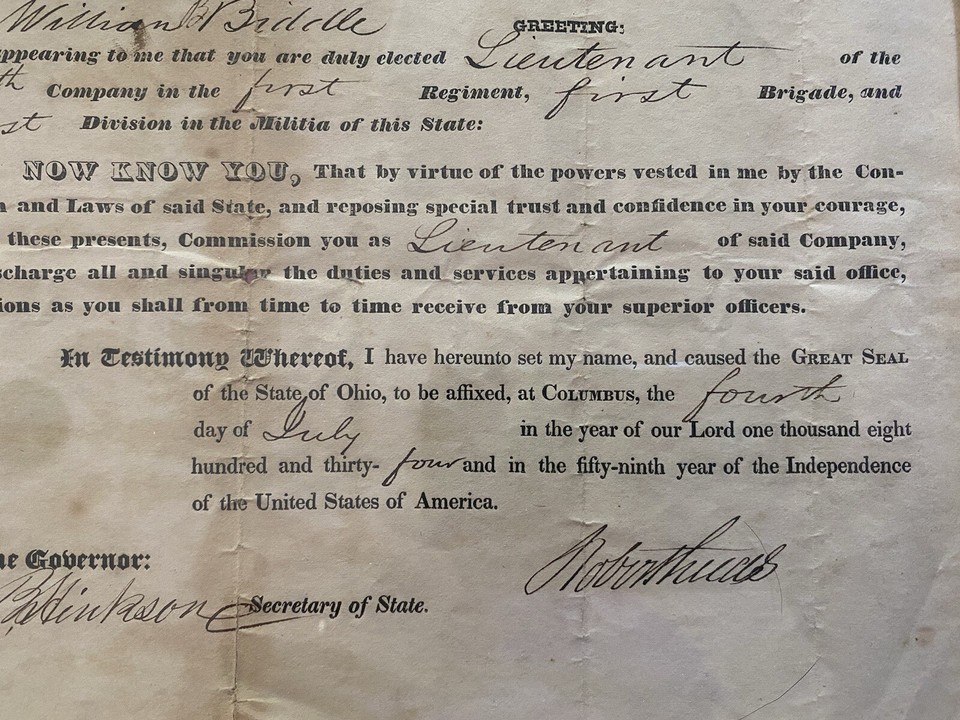 William B Biddle GREETING:
appearing to me that you are duly elected Lieutenant of the
th Company in the first Regiment, first Brigade, and
st Division in the Militia of this State:
NOW KNOW YOU, That by virtue of the powers vested in me by the Con-
and Laws of said State, and reposing special trust and confidence in your courage,
these presents, Commission you as Lieutenant of said Company,
scharge all and singular the duties and services appertaining to your said office,
ions as you shall from time to time receive from your superior officers.
In Testimony Whereof, I have hereunto set my name, and caused the GREAT SEAL
of the State of Ohio, to be affixed, at COLUMBUS, the fourth
day of July in the year of our Lord one thousand eight
hundred and thirty- four and in the fifty-ninth year of the Independence
of the United States of America.
Robert Lucas
he Governor:
B Hinkson Secretary of State.